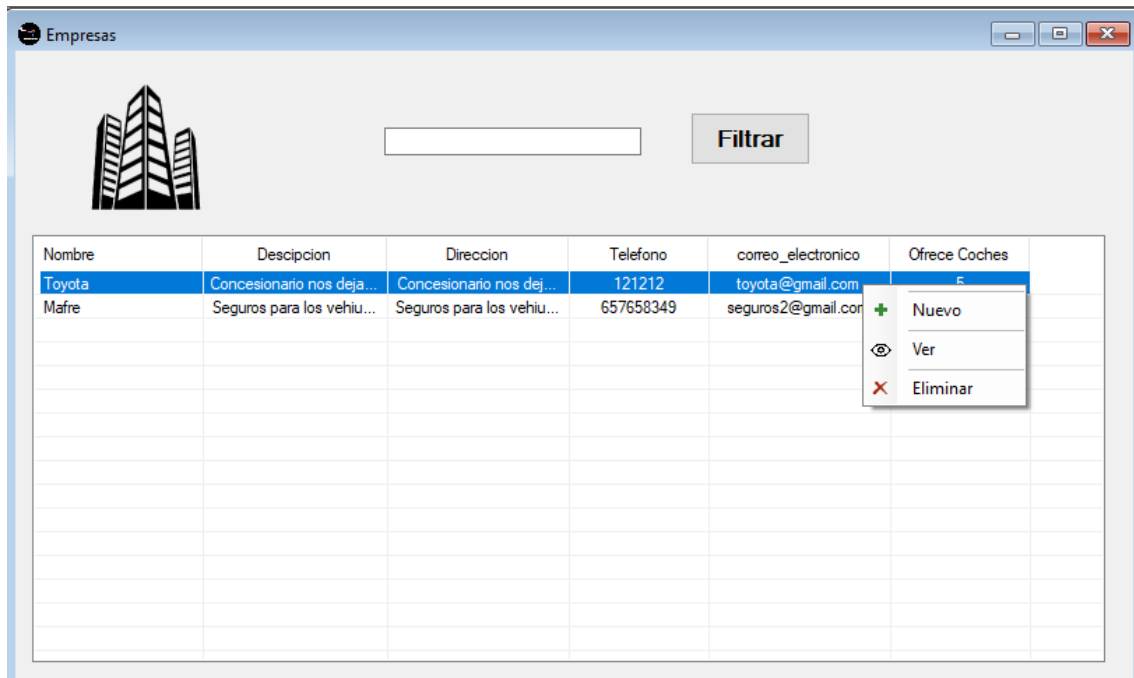 Empresas
Filtrar
Nombre Descipcion Direccion Telefono correo_electronico Ofrece Coches
Toyota Concesionario nos deja... Concesionario nos dej... 121212 toyota@gmail.com 5
Mafre Seguros para los vehiu... Seguros para los vehiu... 657658349 seguros2@gmail.com
Nuevo
Ver
Eliminar